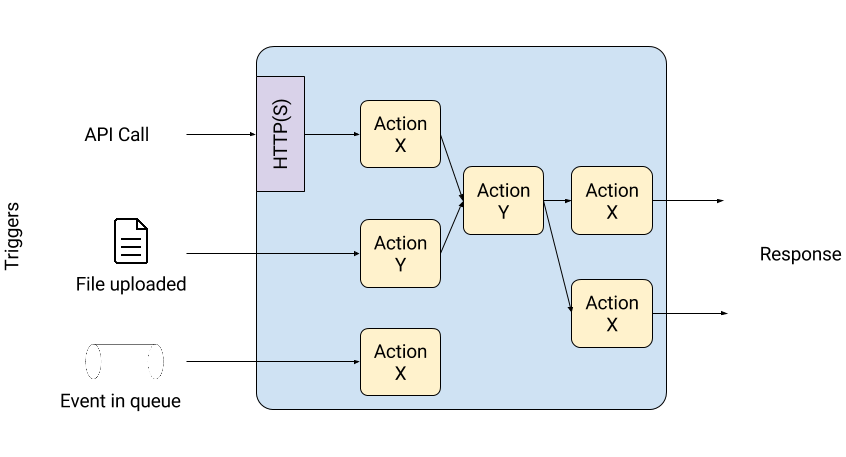 Triggers
API Call
HTTP(S)
Action
X
File uploaded
Action
Y
Event in queue
Action
X
Action
Y
Action
X
Action
X
Response